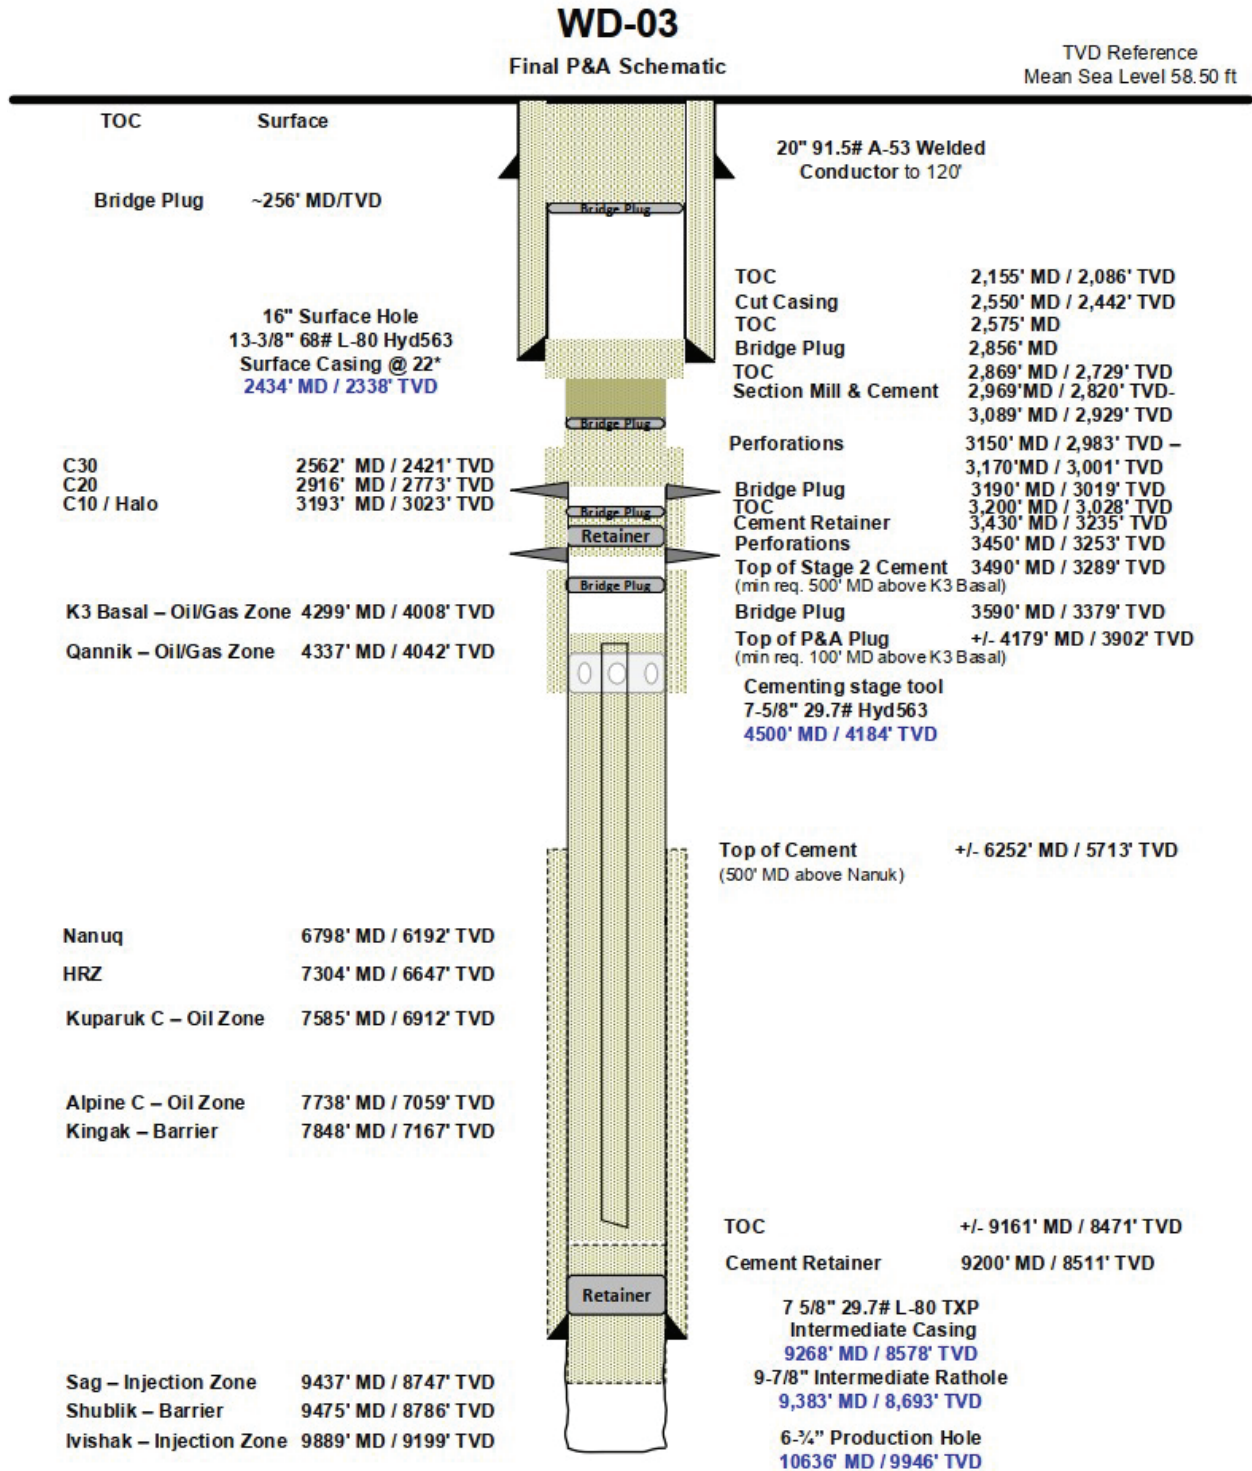 WD-03
Final P&A Schematic
TVD Reference
Mean Sea Level 58.50 ft
TOC Surface
Bridge Plug ~256' MD/TVD
20" 91.5# A-53 Welded
Conductor to 120'
Bridge Plug
16" Surface Hole
13-3/8" 68# L-80 Hyd563
Surface Casing @ 22*
2434' MD / 2338' TVD
TOC 2,155' MD / 2,086' TVD
Cut Casing 2,550' MD / 2,442' TVD
TOC 2,575' MD
Bridge Plug 2,856' MD
TOC 2,869' MD / 2,729' TVD
Section Mill & Cement 2,969'MD / 2,820' TVD-
3,089' MD / 2,929' TVD
Bridge Plug
Perforations 3150' MD / 2,983' TVD –
3,170'MD / 3,001' TVD
C30 2562' MD / 2421' TVD
C20 2916' MD / 2773' TVD
C10 / Halo 3193' MD / 3023' TVD
Bridge Plug 3190' MD / 3019' TVD
TOC 3,200' MD / 3,028' TVD
Cement Retainer 3,430' MD / 3235' TVD
Perforations 3450' MD / 3253' TVD
Top of Stage 2 Cement 3490' MD / 3289' TVD
(min req. 500' MD above K3 Basal)
Bridge Plug
Retainer
Bridge Plug
Bridge Plug 3590' MD / 3379' TVD
Top of P&A Plug +/- 4179' MD / 3902' TVD
(min req. 100' MD above K3 Basal)
K3 Basal – Oil/Gas Zone 4299' MD / 4008' TVD
Qannik – Oil/Gas Zone 4337' MD / 4042' TVD
Cementing stage tool
7-5/8" 29.7# Hyd563
4500' MD / 4184' TVD
Top of Cement +/- 6252' MD / 5713' TVD
(500' MD above Nanuk)
Nanuq 6798' MD / 6192' TVD
HRZ 7304' MD / 6647' TVD
Kuparuk C – Oil Zone 7585' MD / 6912' TVD
Alpine C – Oil Zone 7738' MD / 7059' TVD
Kingak – Barrier 7848' MD / 7167' TVD
TOC +/- 9161' MD / 8471' TVD
Cement Retainer 9200' MD / 8511' TVD
Retainer
7 5/8" 29.7# L-80 TXP
Intermediate Casing
9268' MD / 8578' TVD
9-7/8" Intermediate Rathole
9,383' MD / 8,693' TVD
Sag – Injection Zone 9437' MD / 8747' TVD
Shublik – Barrier 9475' MD / 8786' TVD
Ivishak – Injection Zone 9889' MD / 9199' TVD
6-¾” Production Hole
10636' MD / 9946' TVD